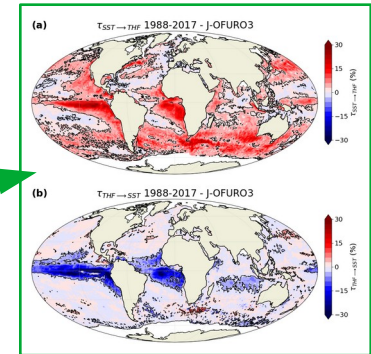 (a)
τSST→THF 1988-2017 - J-OFURO3
30
15
0
−15
−30
τSST→THF (%)
(b)
τTHF→SST 1988-2017 - J-OFURO3
30
15
0
−15
−30
τTHF→SST (%)